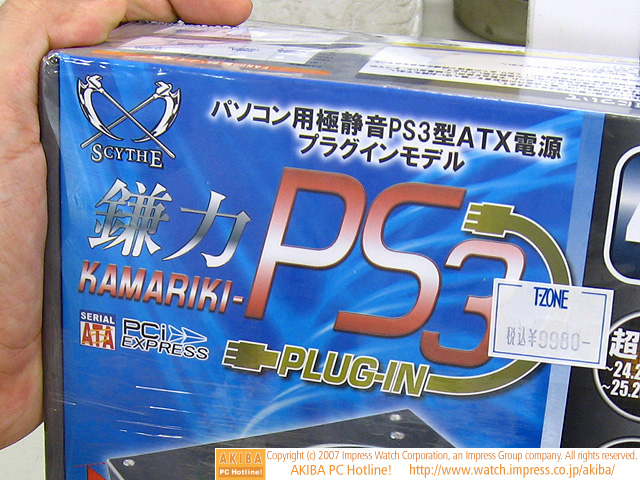 SCYTHE
パソコン用極静音PS3型ATX電源
プラグインモデル
鎌力
KAMARIKI-PS3
T-ZONE
税込¥9980-
SERIAL
ATA
PCi
EXPRESS
PLUG-IN
超
~24.2
~25.2
AKIBA
PC Hotline!
Copyright (c) 2007 Impress Watch Corporation, an Impress Group company. All rights reserved.
AKIBA PC Hotline! http://www.watch.impress.co.jp/akiba/